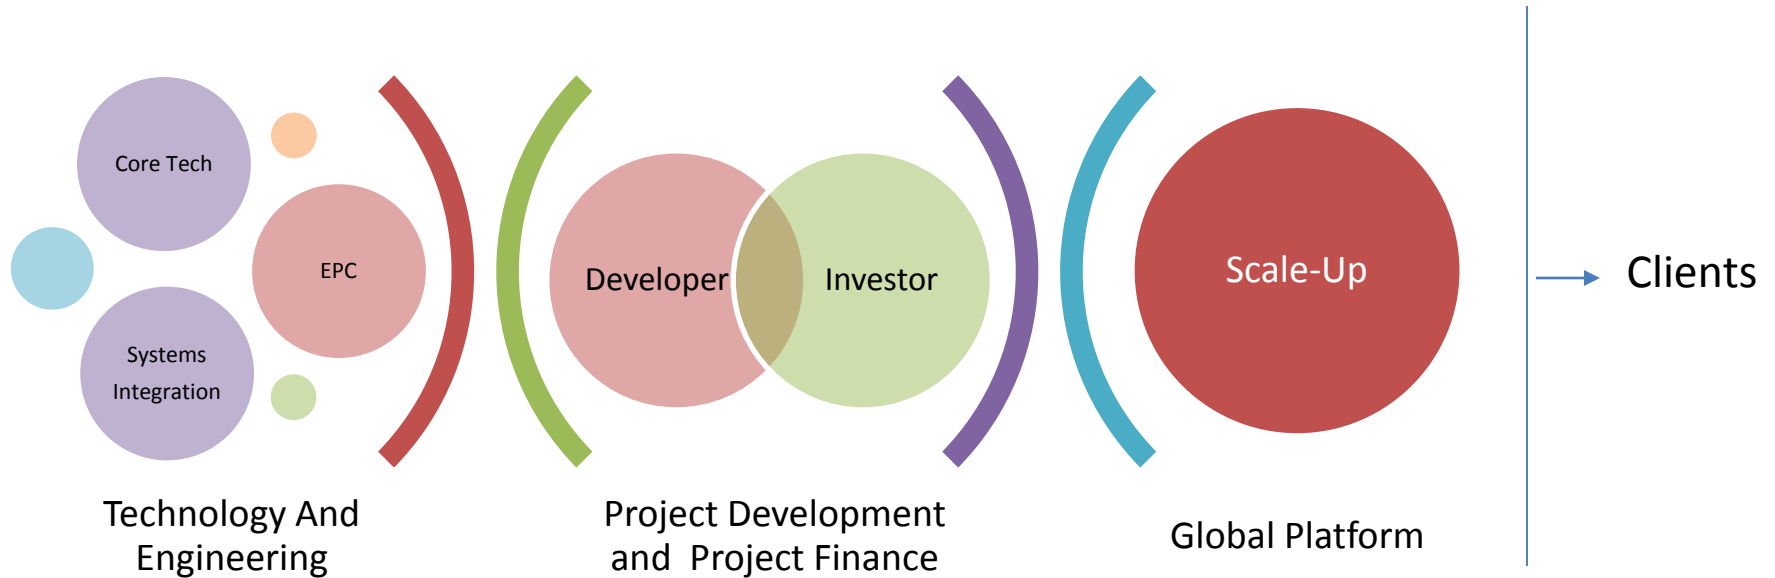 Core Tech
EPC
Systems
Integration
Technology And
Engineering
Developer
Investor
Project Development
and  Project Finance
Scale-Up
Global Platform
Clients